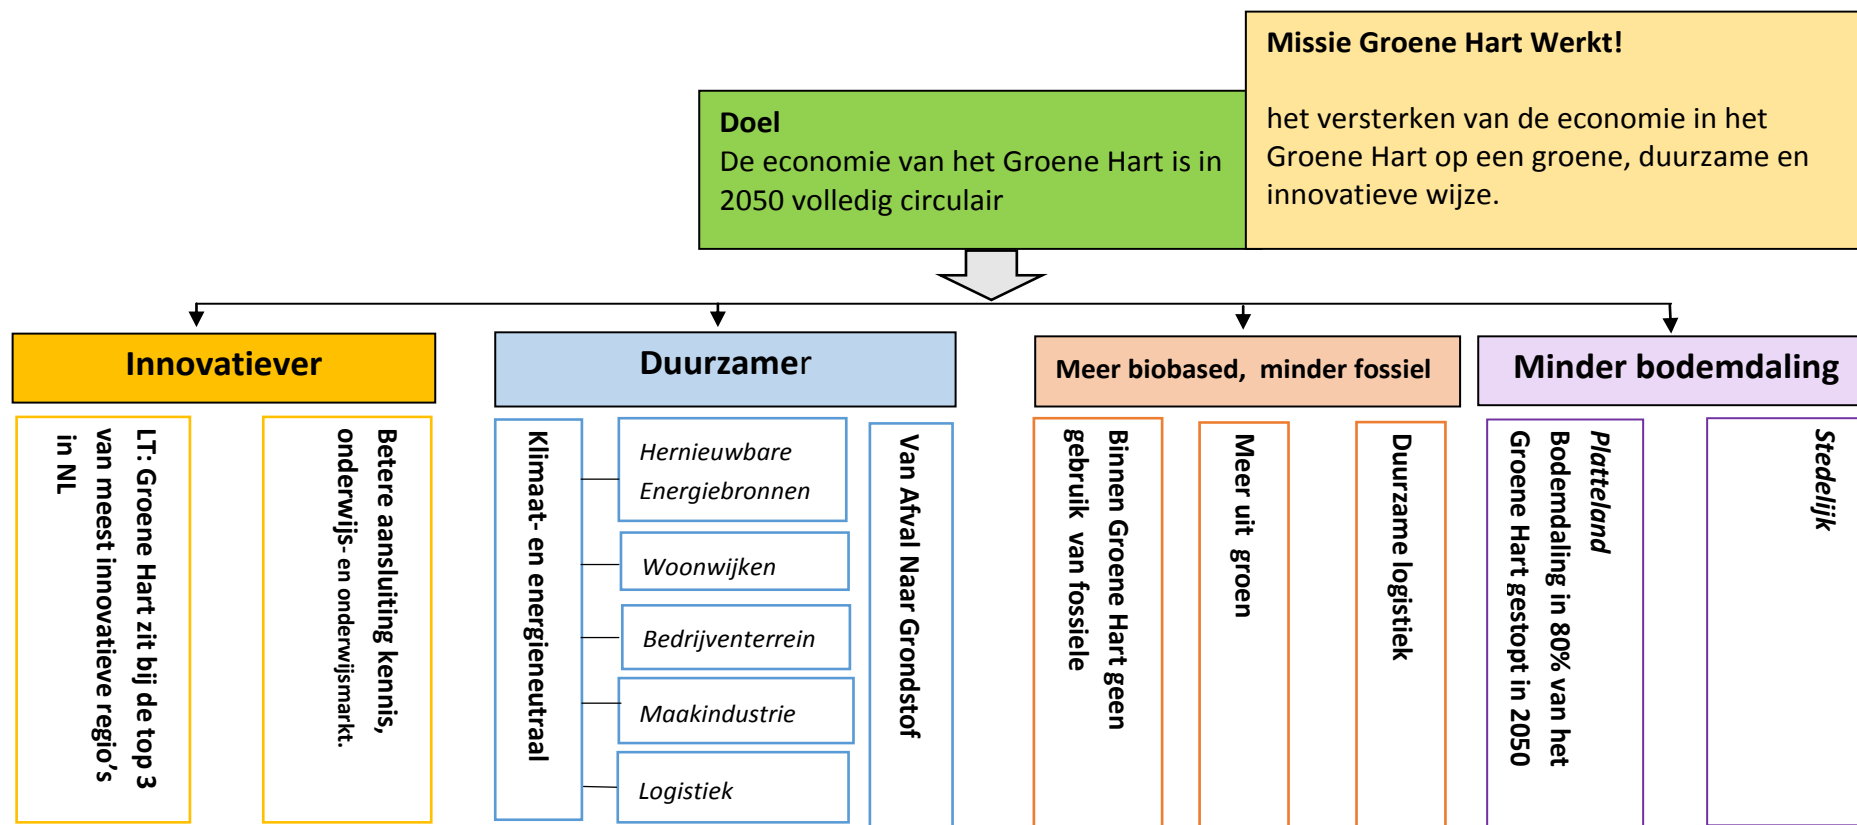 Missie Groene Hart Werkt!
het versterken van de economie in het
Groene Hart op een groene, duurzame en
innovatieve wijze.
Doel
De economie van het Groene Hart is in
2050 volledig circulair
Innovatiever
LT: Groene Hart zit bij de top 3
van meest innovatieve regio's
in NL
Betere aansluiting kennis,
onderwijs- en onderwijsmarkt.
Duurzamer
Klimaat- en energieneutraal
Hernieuwbare
Energiebronnen
Woonwijken
Bedrijventerrein
Maakindustrie
Logistiek
Van Afval Naar Grondstof
Meer biobased, minder fossiel
Binnen Groene Hart geen
gebruik van fossiele
Meer uit groen
Duurzame logistiek
Minder bodemdaling
Platteland
Bodemdaling in 80% van het
Groene Hart gestopt in 2050
Stedelijk